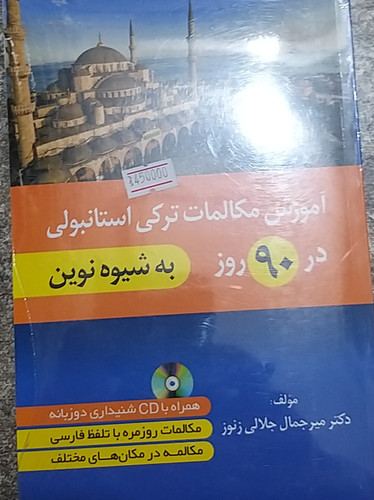 450000
آموزش مکالمات ترکی استانبولی
در ۹۰ روز به شیوه نوین
مولف:
دکتر میرجمال جلالی زنوز
همراه با CD شنیداری دوزبانه
مکالمات روزمره با تلفظ فارسی
مکالمه در مکان‌های مختلف